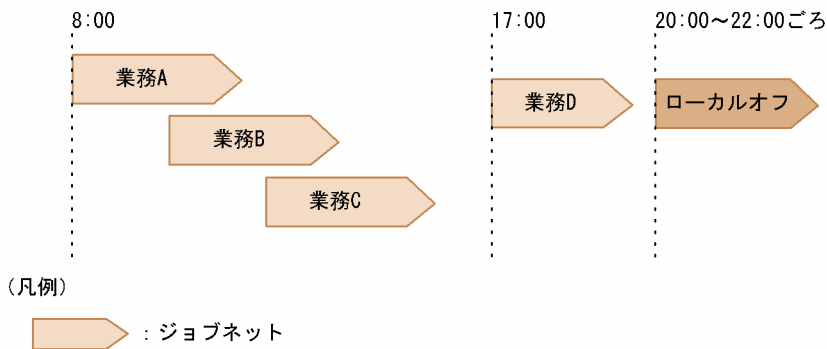 8:00
17:00
20:00～22:00ごろ
業務A
業務D
ローカルオフ
業務B
業務C
(凡例)
：ジョブネット